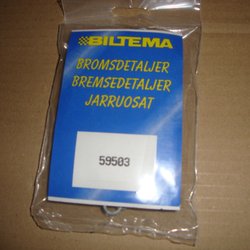 BILTEMA
BROMSDETALJER
BREMSEDETALJER
JARRUOSAT
59503